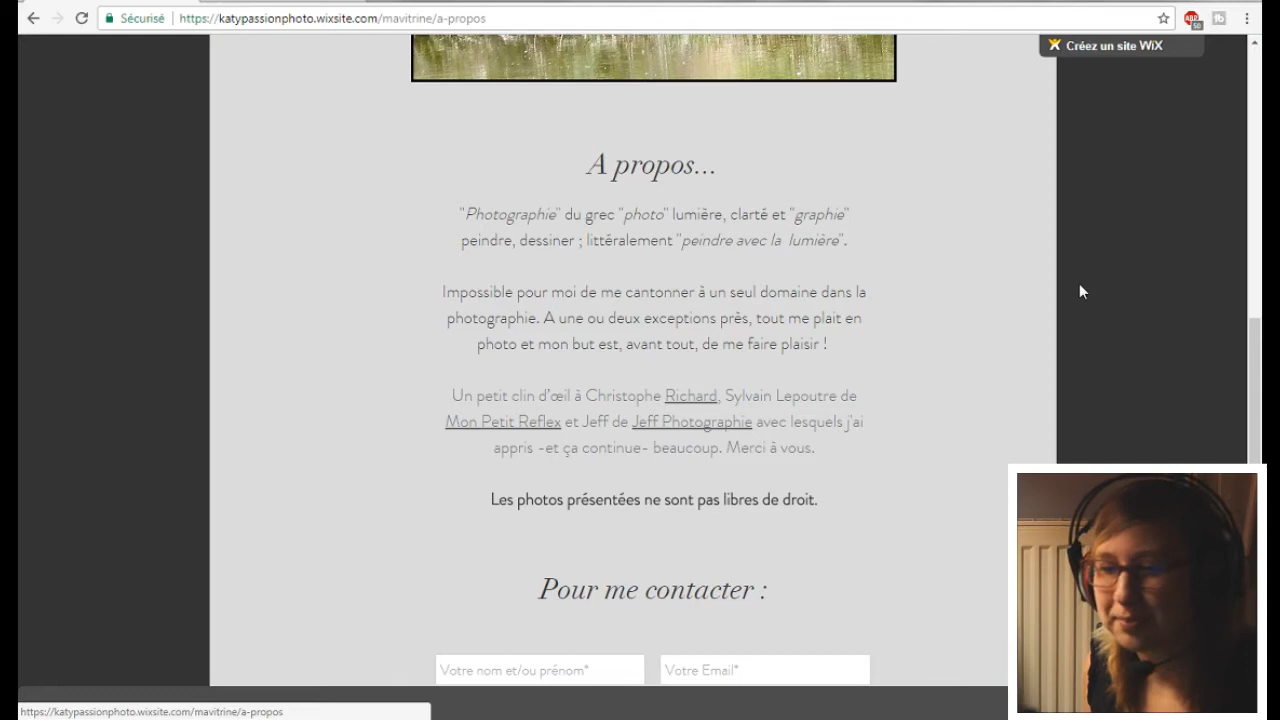 Sécurisé
https://katypassionphoto.wixsite.com/mavitrine/a-propos
ABP
50
Créez un site WiX
A propos...
"Photographie" du grec "photo" lumière, clarté et "graphie"
peindre, dessiner ; littéralement "peindre avec la lumière".
Impossible pour moi de me cantonner à un seul domaine dans la
photographie. A une ou deux exceptions près, tout me plait en
photo et mon but est, avant tout, de me faire plaisir !
Un petit clin d'œil à Christophe Richard, Sylvain Lepoutre de
Mon Petit Reflex et Jeff de Jeff Photographie avec lesquels j'ai
appris -et ça continue- beaucoup. Merci à vous.
Les photos présentées ne sont pas libres de droit.
Pour me contacter :
Votre nom et/ou prénom*
Votre Email*
https://katypassionphoto.wixsite.com/mavitrine/a-propos